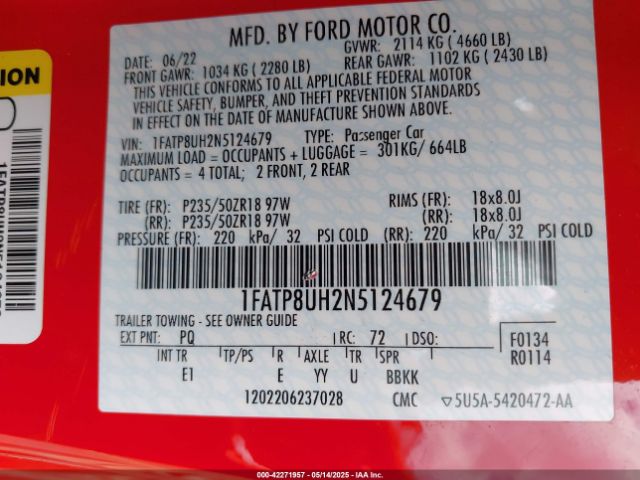 MFD. BY FORD MOTOR CO.
DATE: 06/22 GVWR: 2114 KG ( 4660 LB)
FRONT GAWR: 1034 KG ( 2280 LB) REAR GAWR: 1102 KG ( 2430 LB)
THIS VEHICLE CONFORMS TO ALL APPLICABLE FEDERAL MOTOR
VEHICLE SAFETY, BUMPER, AND THEFT PREVENTION STANDARDS
IN EFFECT ON THE DATE OF MANUFACTURE SHOWN ABOVE.
VIN: 1FATP8UH2N5124679 TYPE: Passenger Car
MAXIMUM LOAD = OCCUPANTS + LUGGAGE = 301KG/ 664LB
OCCUPANTS = 4 TOTAL; 2 FRONT, 2 REAR
TIRE (FR): P235/50ZR18 97W RIMS (FR): 18x8.0J
(RR): P235/50ZR18 97W (RR): 18x8.0J
PRESSURE (FR): 220 kPa/ 32 PSI COLD (RR): 220 kPa/ 32 PSI COLD
1FATP8UH2N5124679
TRAILER TOWING - SEE OWNER GUIDE
EXT PNT: PQ RC: 72 DSO: F0134
R0114
INT TR TP/PS R AXLE TR SPR
E1 E YY U BBKK
1202206237028 CMC ▽5U5A-5420472-AA
000-42271957 - 05/14/2025 - IAAI, Inc.